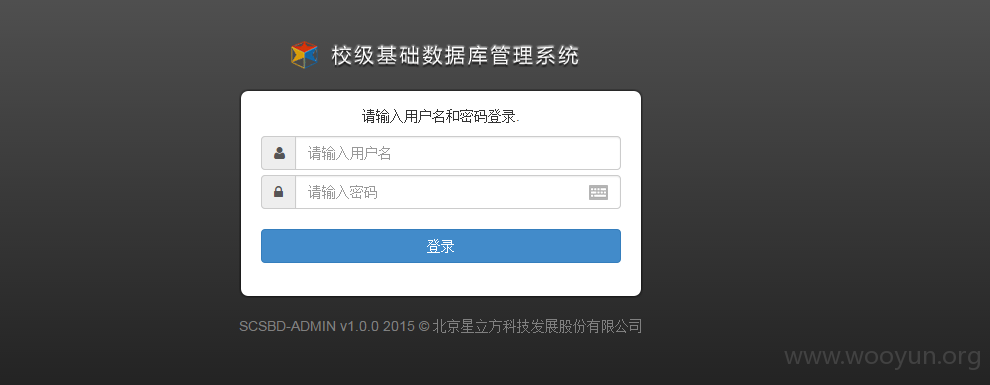 校级基础数据库管理系统
请输入用户名和密码登录.
请输入用户名
请输入密码
登录
SCSBD-ADMIN v1.0.0 2015 © 北京星立方科技发展股份有限公司
www.wooyun.org